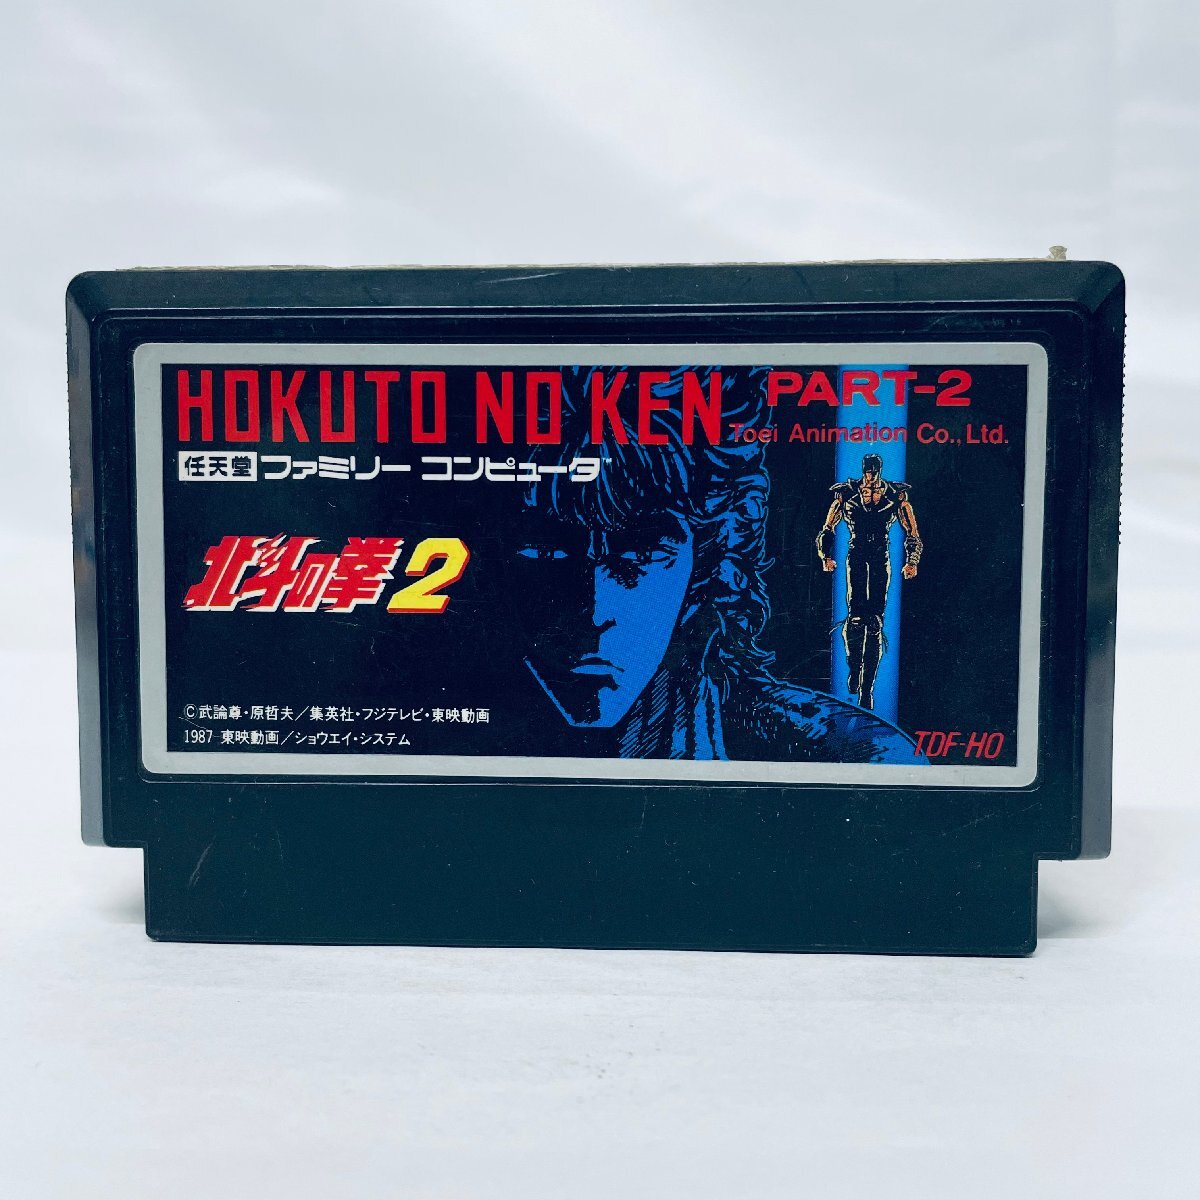 HOKUTO NO KEN PART-2
Toei Animation Co., Ltd.
任天堂 ファミリー コンピュータ™
北斗の拳2
©武論尊・原哲夫/集英社・フジテレビ・東映動画
1987 東映動画/ショウエイ・システム
TDF-HO